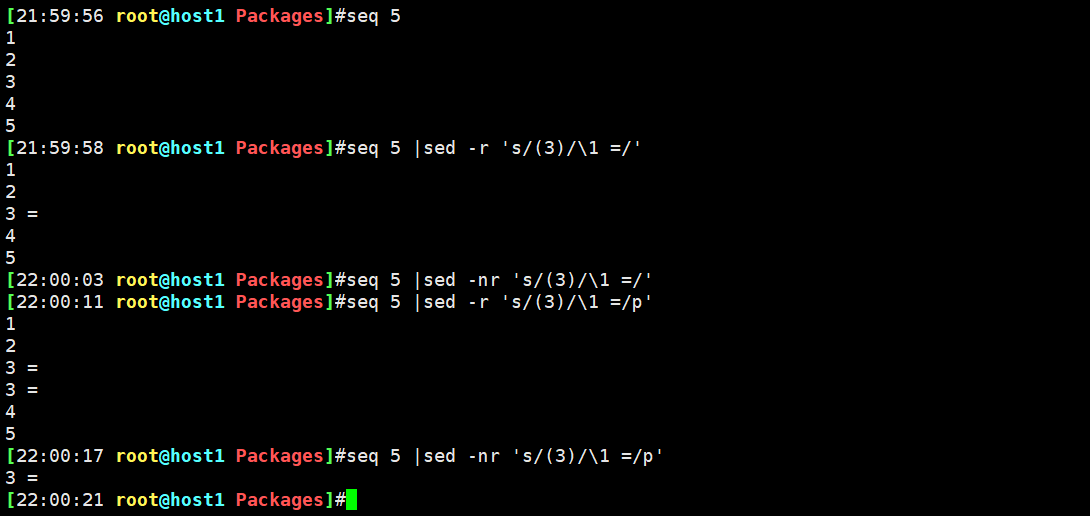 [21:59:56 root@host1 Packages]#seq 5
1
2
3
4
5
[21:59:58 root@host1 Packages]#seq 5 |sed -r 's/(3)/\1 =/'
1
2
3 =
4
5
[22:00:03 root@host1 Packages]#seq 5 |sed -nr 's/(3)/\1 =/'
[22:00:11 root@host1 Packages]#seq 5 |sed -r 's/(3)/\1 =/p'
1
2
3 =
3 =
4
5
[22:00:17 root@host1 Packages]#seq 5 |sed -nr 's/(3)/\1 =/p'
3 =
[22:00:21 root@host1 Packages]#